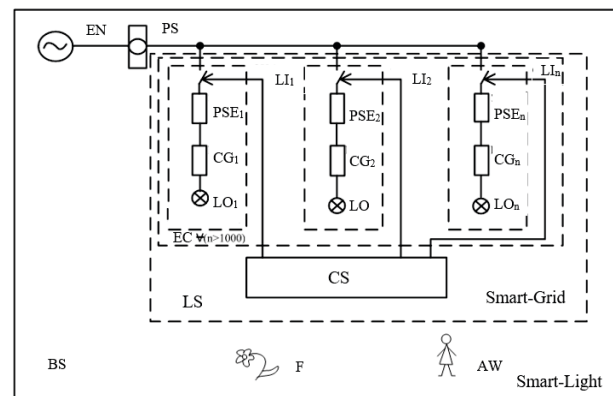 EN
PS
LI₁
LI₂
LIₙ
PSE₁
PSE₂
PSEₙ
CG₁
CG₂
CGₙ
LO₁
LO
LOₙ
EC ∀(n>1000)
CS
LS
Smart-Grid
BS
F
AW
Smart-Light